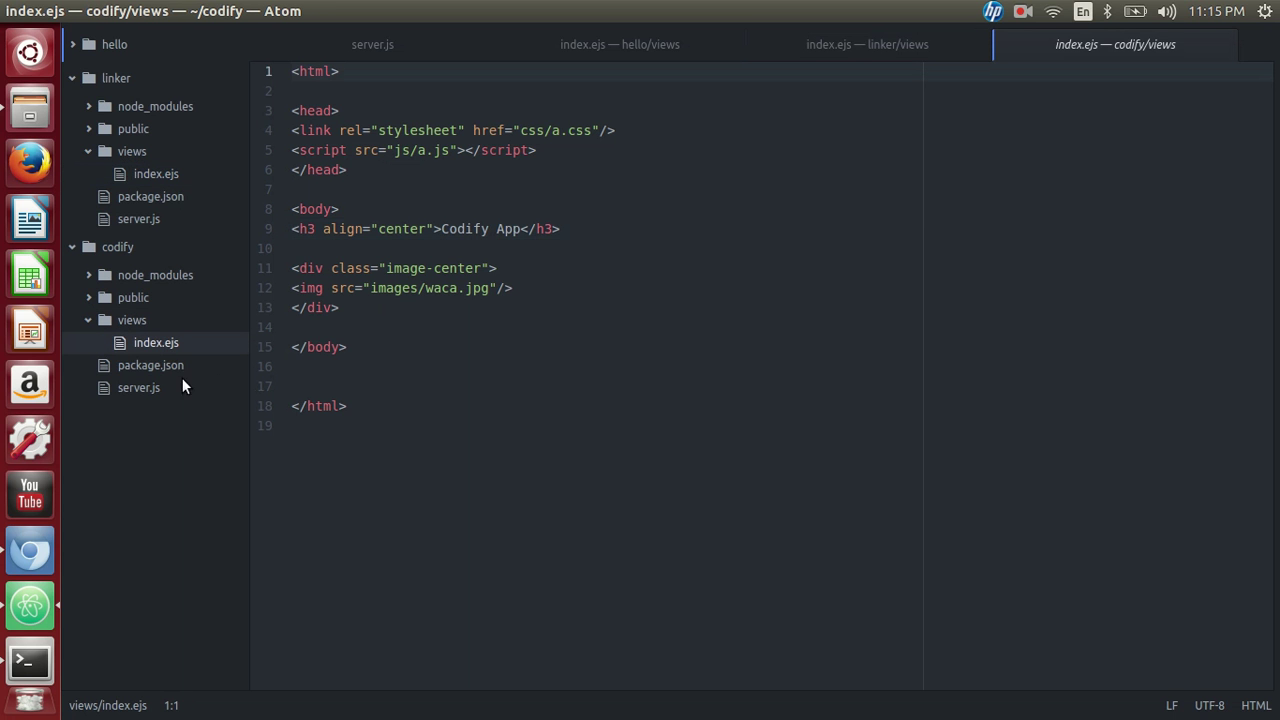 index.ejs — codify/views — ~/codify — Atom
hp
En
11:15 PM
hello
linker
node_modules
public
views
index.ejs
package.json
server.js
codify
node_modules
public
views
index.ejs
package.json
server.js
server.js
index.ejs — hello/views
index.ejs — linker/views
index.ejs — codify/views
1 <html>
2
3 <head>
4 <link rel="stylesheet" href="css/a.css"/>
5 <script src="js/a.js"></script>
6 </head>
7
8 <body>
9 <h3 align="center">Codify App</h3>
10
11 <div class="image-center">
12 <img src="images/waca.jpg"/>
13 </div>
14
15 </body>
16
17
18 </html>
19
a
You
Tube
>_
views/index.ejs 1:1
LF UTF-8 HTML